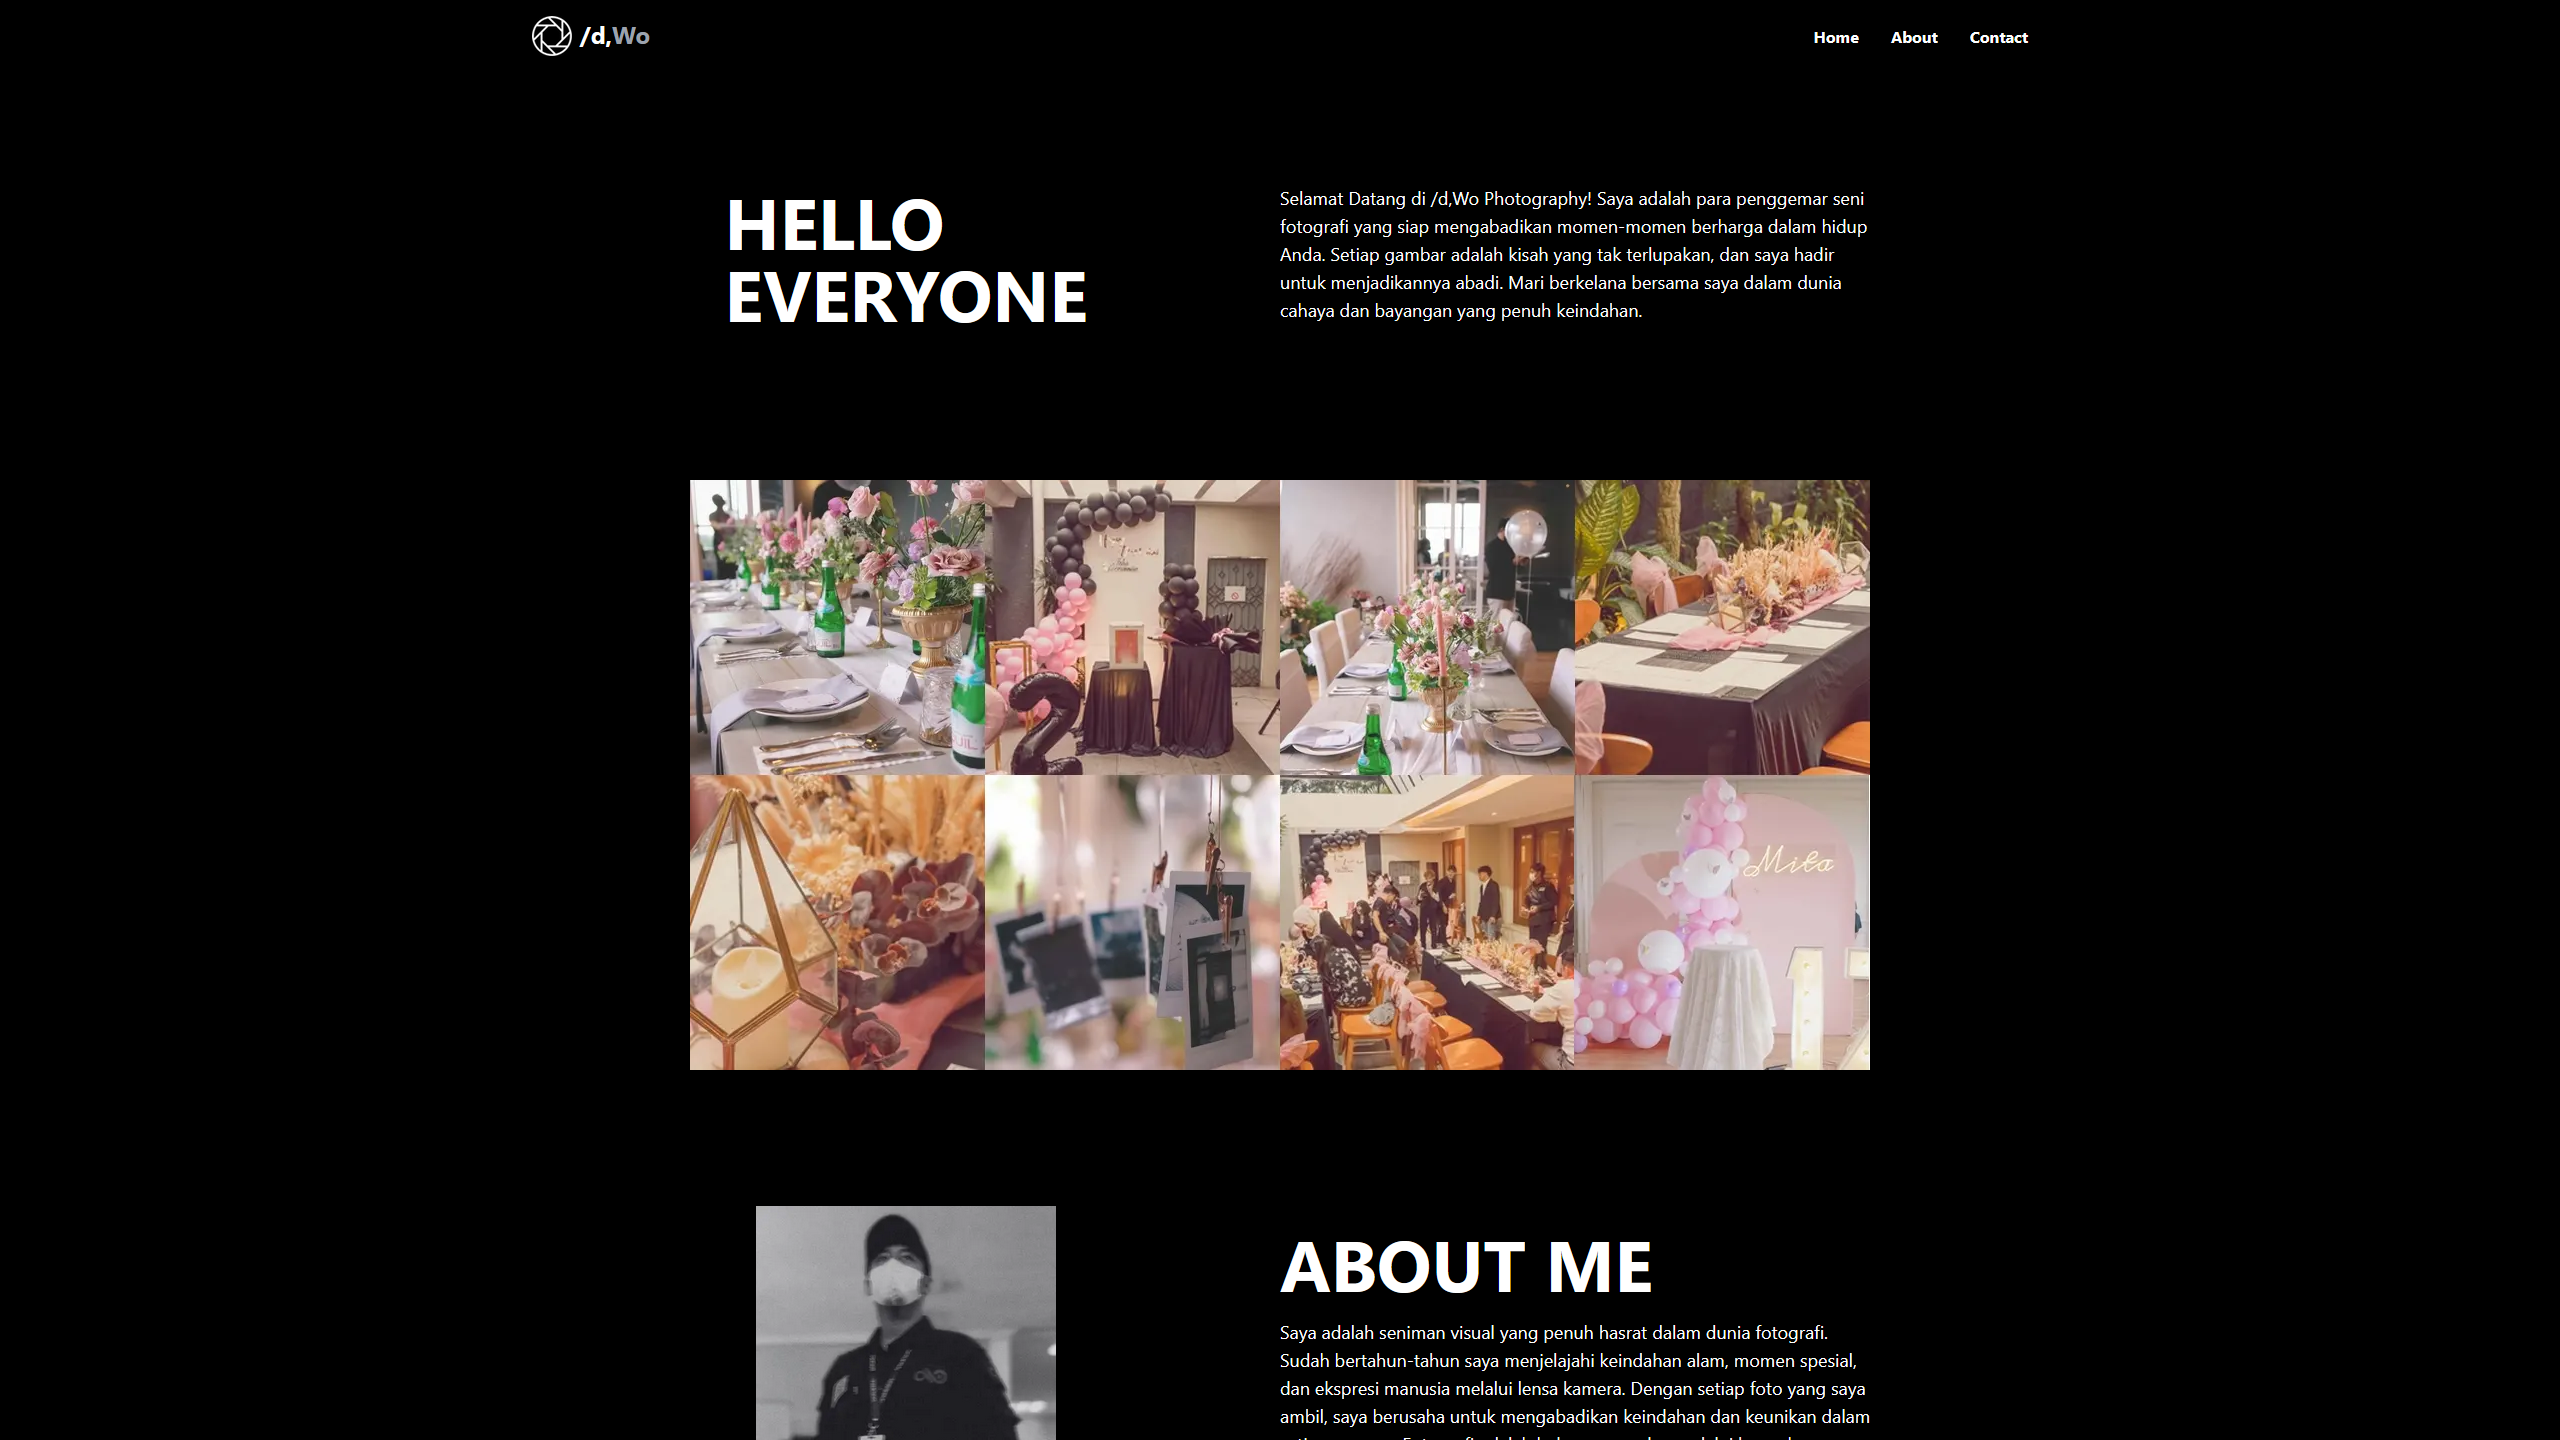 /d,Wo
Home
About
Contact
HELLO
EVERYONE
Selamat Datang di /d,Wo Photography! Saya adalah para penggemar seni
fotografi yang siap mengabadikan momen-momen berharga dalam hidup
Anda. Setiap gambar adalah kisah yang tak terlupakan, dan saya hadir
untuk menjadikannya abadi. Mari berkelana bersama saya dalam dunia
cahaya dan bayangan yang penuh keindahan.
2
Mila
ABOUT ME
Saya adalah seniman visual yang penuh hasrat dalam dunia fotografi.
Sudah bertahun-tahun saya menjelajahi keindahan alam, momen spesial,
dan ekspresi manusia melalui lensa kamera. Dengan setiap foto yang saya
ambil, saya berusaha untuk mengabadikan keindahan dan keunikan dalam